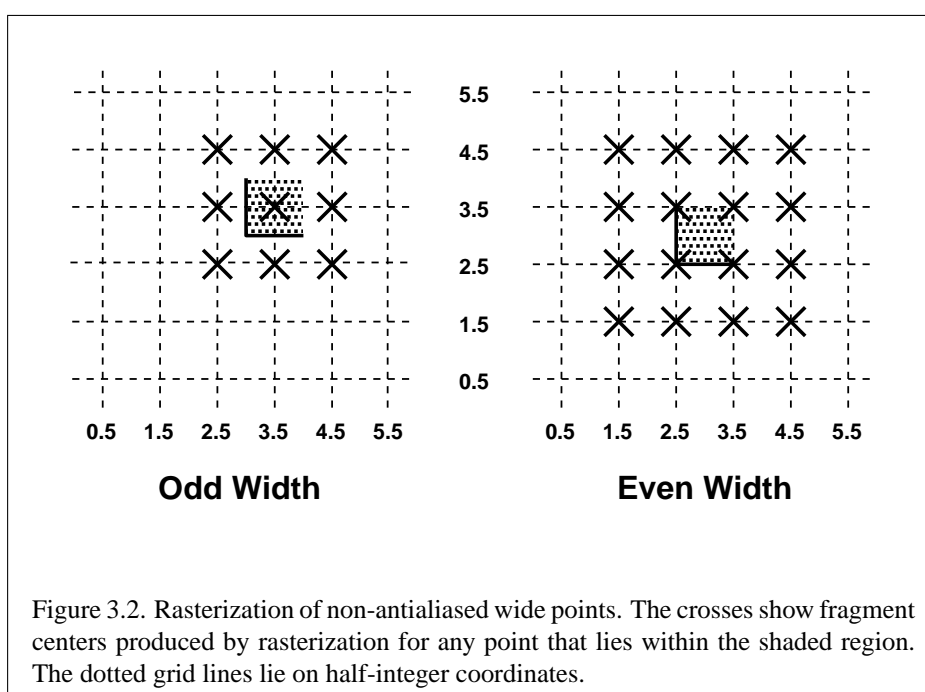 5.5
4.5
3.5
2.5
1.5
0.5
0.5 1.5 2.5 3.5 4.5 5.5
0.5 1.5 2.5 3.5 4.5 5.5
Odd Width
Even Width
Figure 3.2. Rasterization of non-antialiased wide points. The crosses show fragment
centers produced by rasterization for any point that lies within the shaded region.
The dotted grid lines lie on half-integer coordinates.